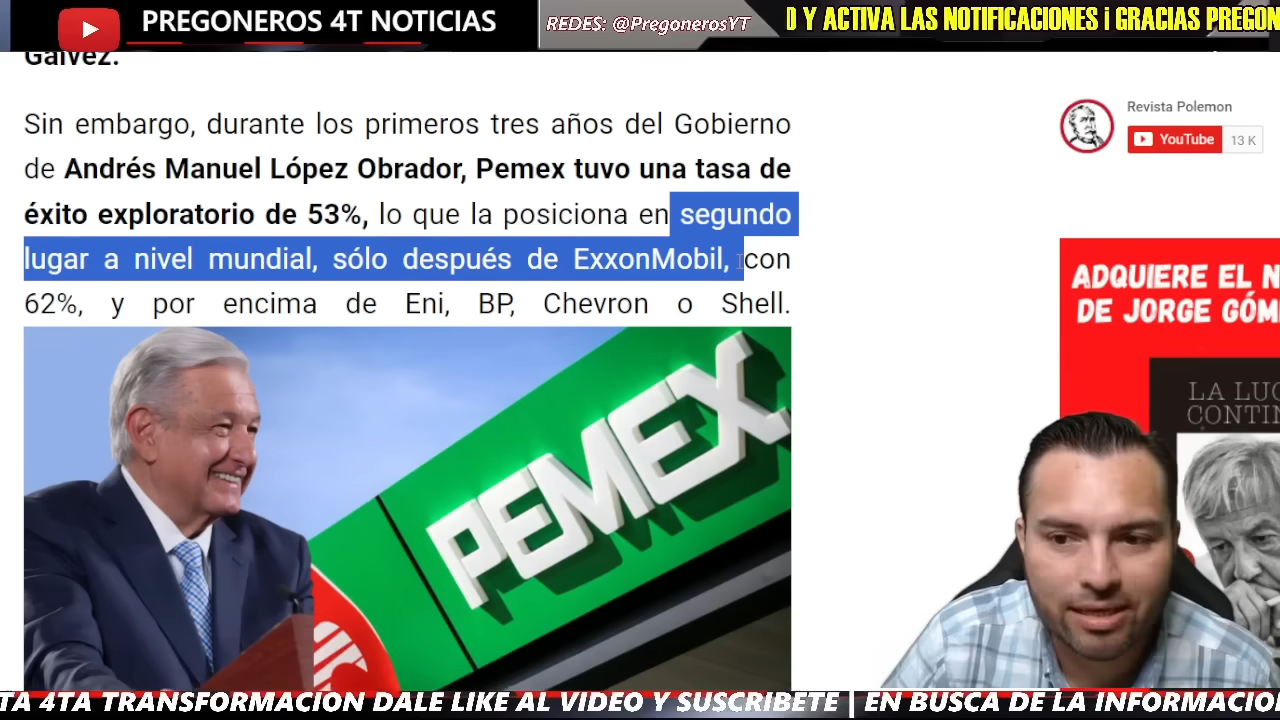 PREGONEROS 4T NOTICIAS
REDES: @PregonerosYT
Y ACTIVA LAS NOTIFICACIONES ¡ GRACIAS PREGON
Galvez.
Sin embargo, durante los primeros tres años del Gobierno
de Andrés Manuel López Obrador, Pemex tuvo una tasa de
éxito exploratorio de 53%, lo que la posiciona en segundo
lugar a nivel mundial, sólo después de ExxonMobil, con
62%, y por encima de Eni, BP, Chevron o Shell.
Revista Polemon
YouTube 13 K
ADQUIERE EL N
DE JORGE GÓM
LA LUC
CONTIN
PEMEX
TA 4TA TRANSFORMACION DALE LIKE AL VIDEO Y SUSCRIBETE | EN BUSCA DE LA INFORMACIO